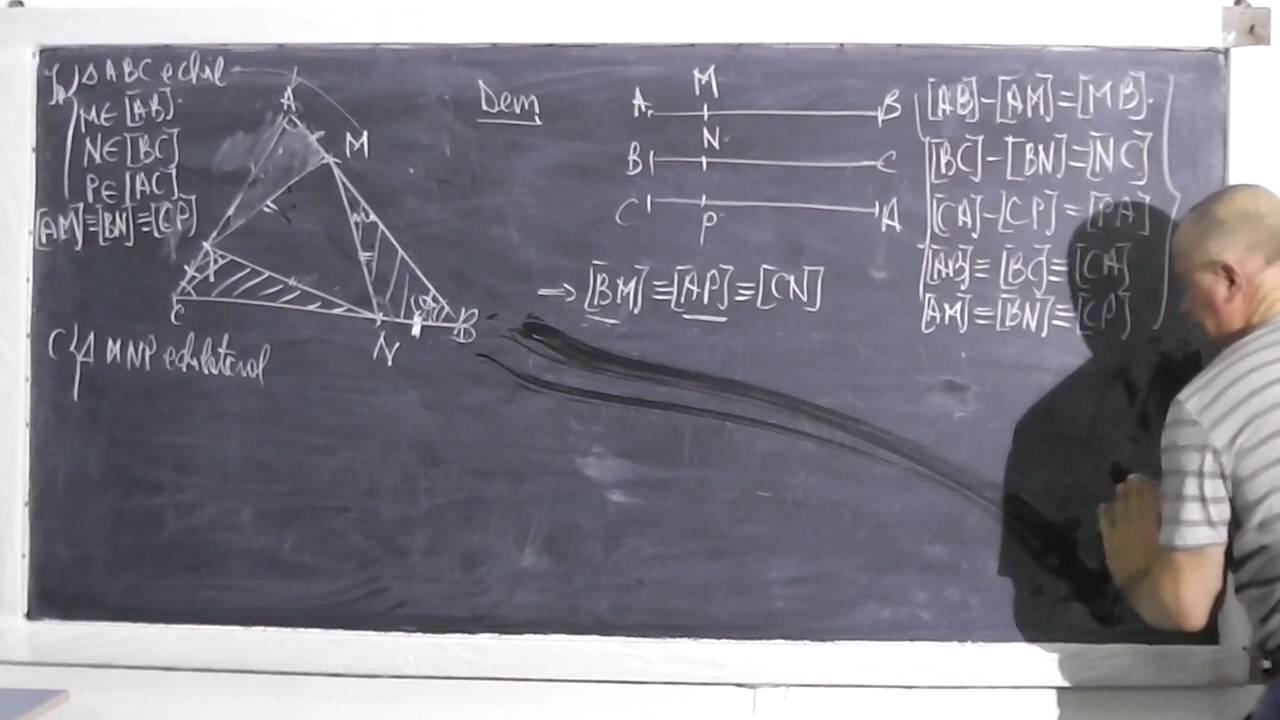 Ip) △ABC echil
M∈[AB]
N∈[BC]
P∈[AC]
[AM]≡[BN]≡[CP]
C) △ MNP echilateral
A
M
P
C
N
B
Dem
M
A B
N
B C
C A
P
⇒ [BM]≡[AP]≡[CN]
[AB]-[AM]=[MB]
[BC]-[BN]=[NC]
[CA]-[CP]=[PA]
[AB]≡[BC]≡[CA]
[AM]≡[BN]≡[CP]